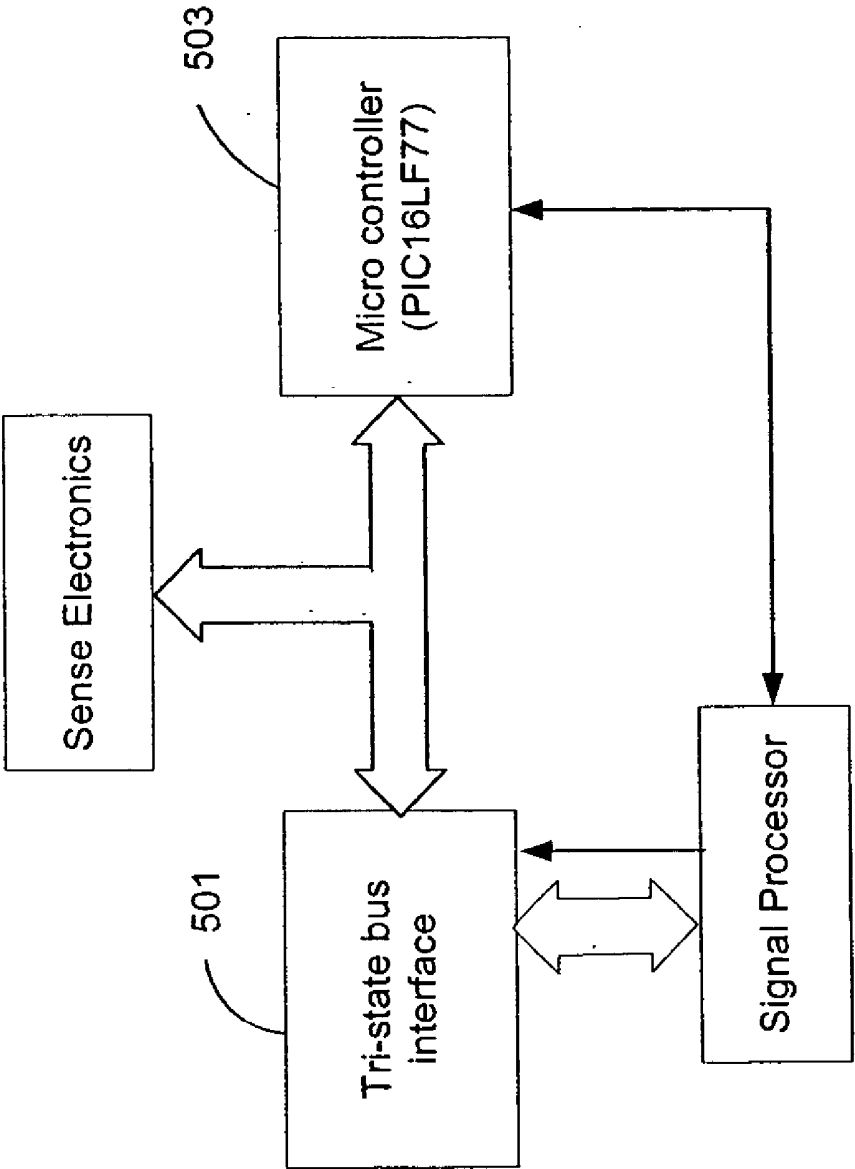 501
Tri-state bus
interface
Sense Electronics
503
Micro controller
(PIC16LF77)
Signal Processor